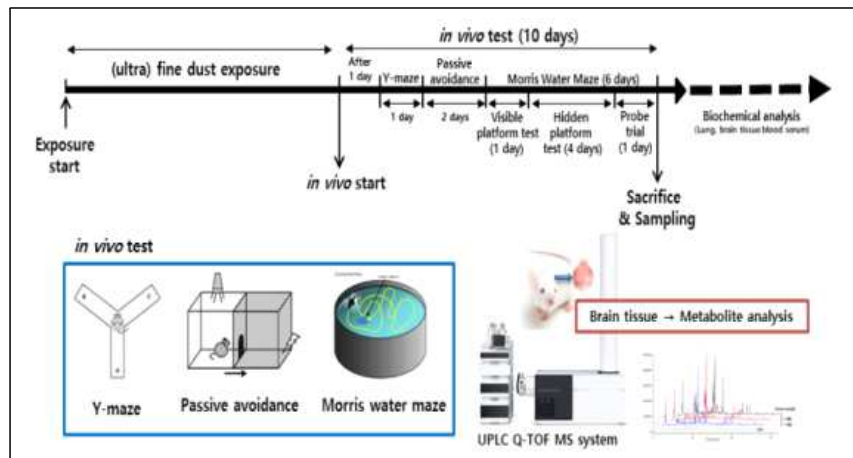 in vivo test (10 days)
(ultra) fine dust exposure
After
1 day
Y-maze
Passive
avoidance
Morris Water Maze (6 days)
1 day
2 days
Visible
platform test
(1 day)
Hidden
platform
test (4 days)
Probe
trial
(1 day)
Biochemical analysis
(Lung, brain tissue blood serum)
Exposure
start
in vivo start
Sacrifice
& Sampling
in vivo test
Brain tissue → Metabolite analysis
Y-maze
Passive avoidance
Morris water maze
UPLC Q-TOF MS system